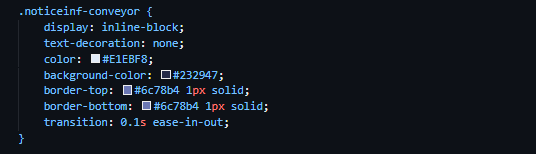 .noticeinf-conveyor {
    display: inline-block;
    text-decoration: none;
    color: #E1EBF8;
    background-color: #232947;
    border-top: #6c78b4 1px solid;
    border-bottom: #6c78b4 1px solid;
    transition: 0.1s ease-in-out;
}